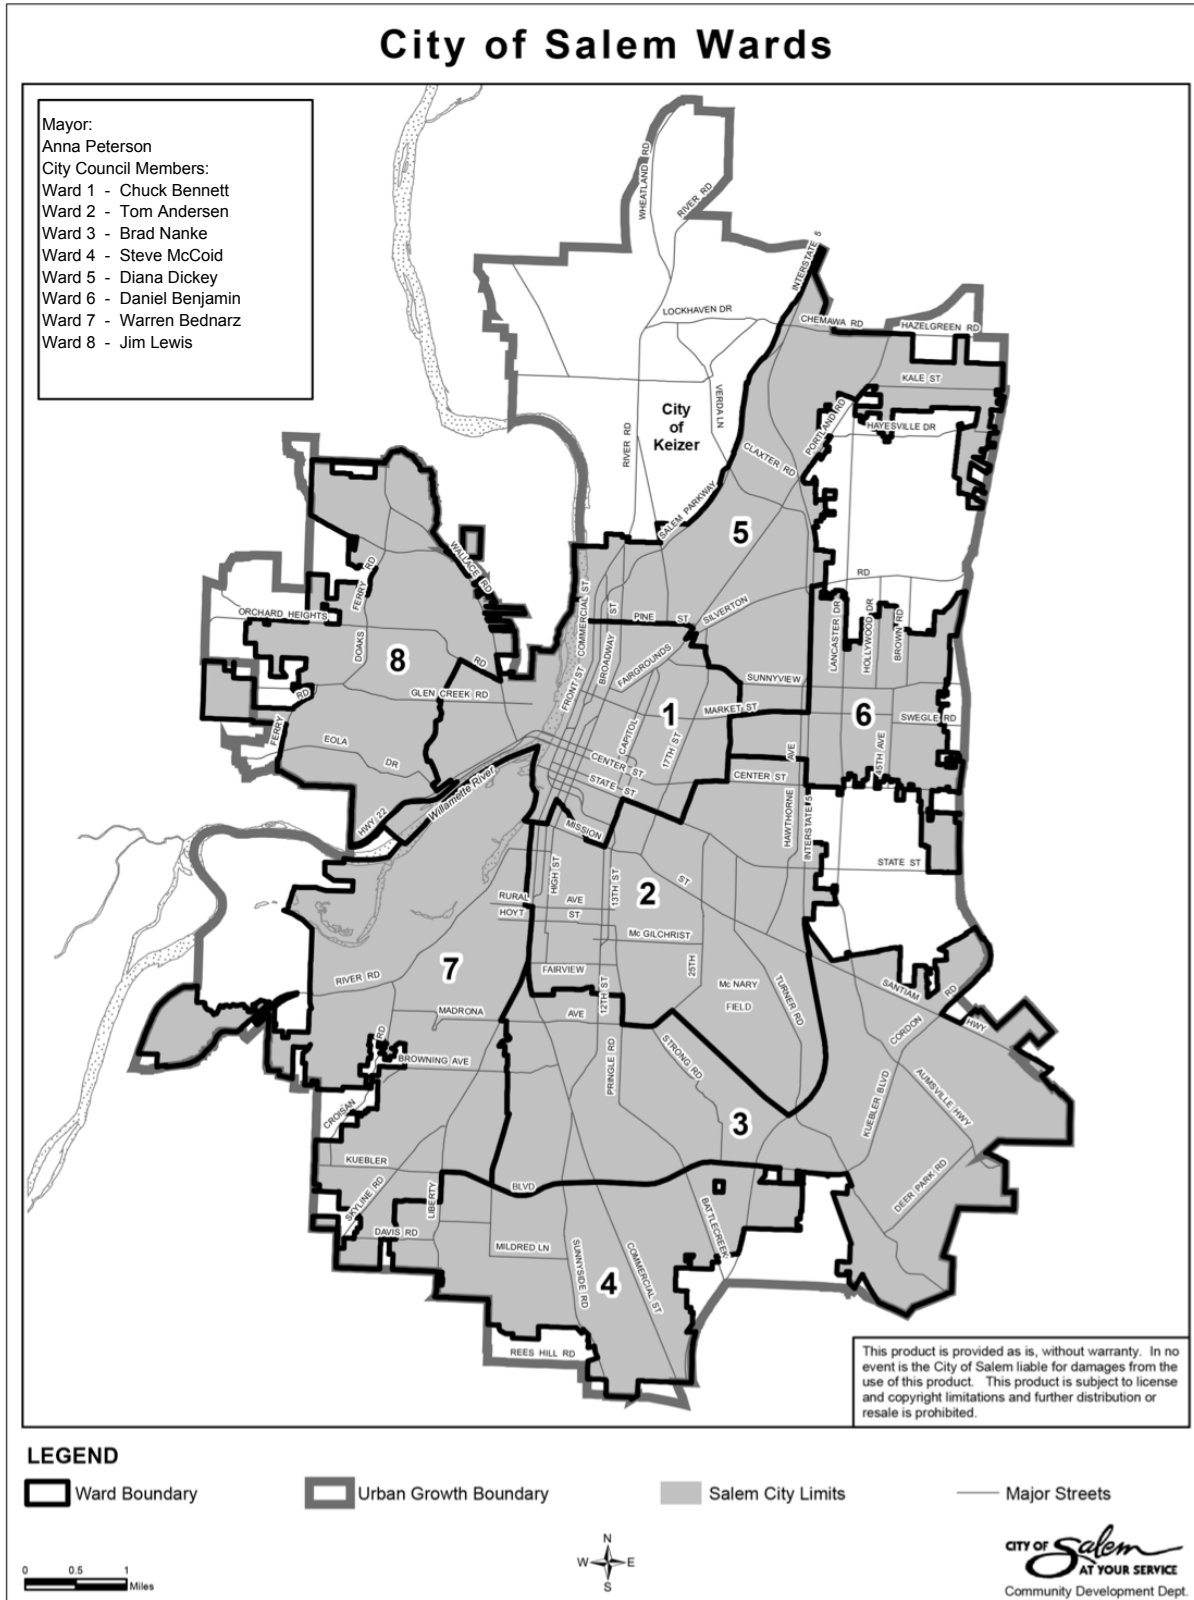 City of Salem Wards
Mayor:
Anna Peterson
City Council Members:
Ward 1 - Chuck Bennett
Ward 2 - Tom Andersen
Ward 3 - Brad Nanke
Ward 4 - Steve McCoid
Ward 5 - Diana Dickey
Ward 6 - Daniel Benjamin
Ward 7 - Warren Bednarz
Ward 8 - Jim Lewis
WHEATLAND RD
RIVER RD
INTERSTATE 5
LOCKHAVEN DR
CHEMAWA RD
HAZELGREEN RD
KALE ST
VERDA LN
City
of
Keizer
RIVER RD
PORTLAND RD
HAYESVILLE DR
CLAXTER RD
SALEM PARKWAY
5
WALLACE RD
FERRY RD
RD
ORCHARD HEIGHTS
COMMERCIAL ST
BROADWAY ST
PINE ST
SILVERTON
LANCASTER DR
HOLLYWOOD DR
BROWN RD
DOAKS
8
RD
FAIRGROUNDS
SUNNYVIEW
GLEN CREEK RD
RD
FRONT ST
1
MARKET ST
6
SWEGLE RD
FERRY
EOLA DR
CAPITOL
17TH ST
45TH AVE
CENTER ST
STATE ST
CENTER ST
HAWTHORNE AVE
INTERSTATE 5
HWY 22
Willamette River
MISSION ST
STATE ST
HIGH ST
13TH ST
2
RURAL AVE
HOYT ST
Mc GILCHRIST
25TH
FAIRVIEW
12TH ST
Mc NARY
FIELD
TURNER RD
SANTIAM HWY
CORDON RD
7
RIVER RD
MADRONA AVE
RD
BROWNING AVE
PRINGLE RD
STRONG RD
CROISAN
3
KUEBLER BLVD
AUMSVILLE HWY
DEER PARK RD
KUEBLER BLVD
SKYLINE RD
LIBERTY
DAVIS RD
MILDRED LN
SUNNYSIDE RD
COMMERCIAL ST
BATTLECREEK
4
REES HILL RD
This product is provided as is, without warranty. In no
event is the City of Salem liable for damages from the
use of this product. This product is subject to license
and copyright limitations and further distribution or
resale is prohibited.
LEGEND
Ward Boundary
Urban Growth Boundary
Salem City Limits
Major Streets
0 0.5 1
Miles
N
W E
S
CITY OF Salem
AT YOUR SERVICE
Community Development Dept.